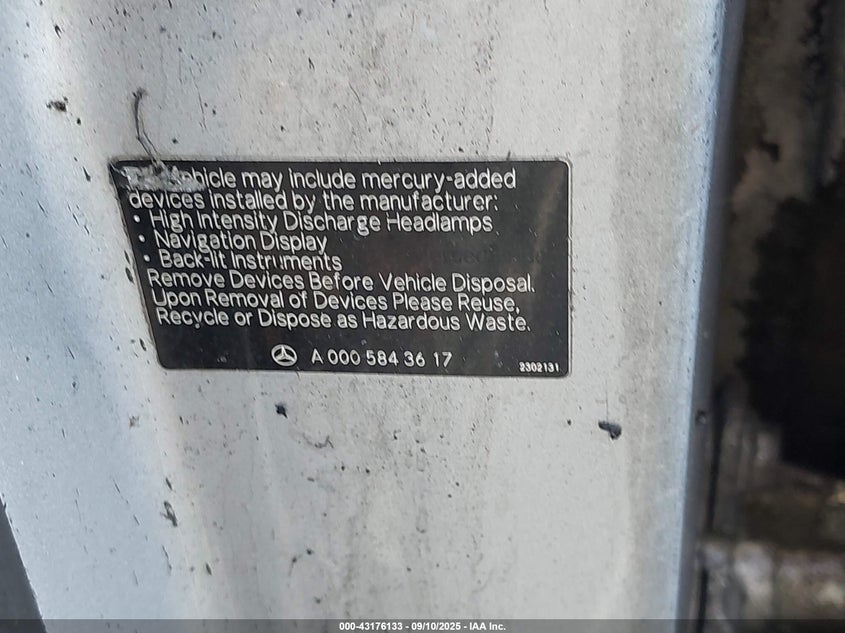 vehicle may include mercury-added
devices installed by the manufacturer:
• High Intensity Discharge Headlamps
• Navigation Display
• Back-lit Instruments
Remove Devices Before Vehicle Disposal.
Upon Removal of Devices Please Reuse,
Recycle or Dispose as Hazardous Waste.
A 000 584 36 17
2302131
000-43176133 - 09/10/2025 - IAA Inc.